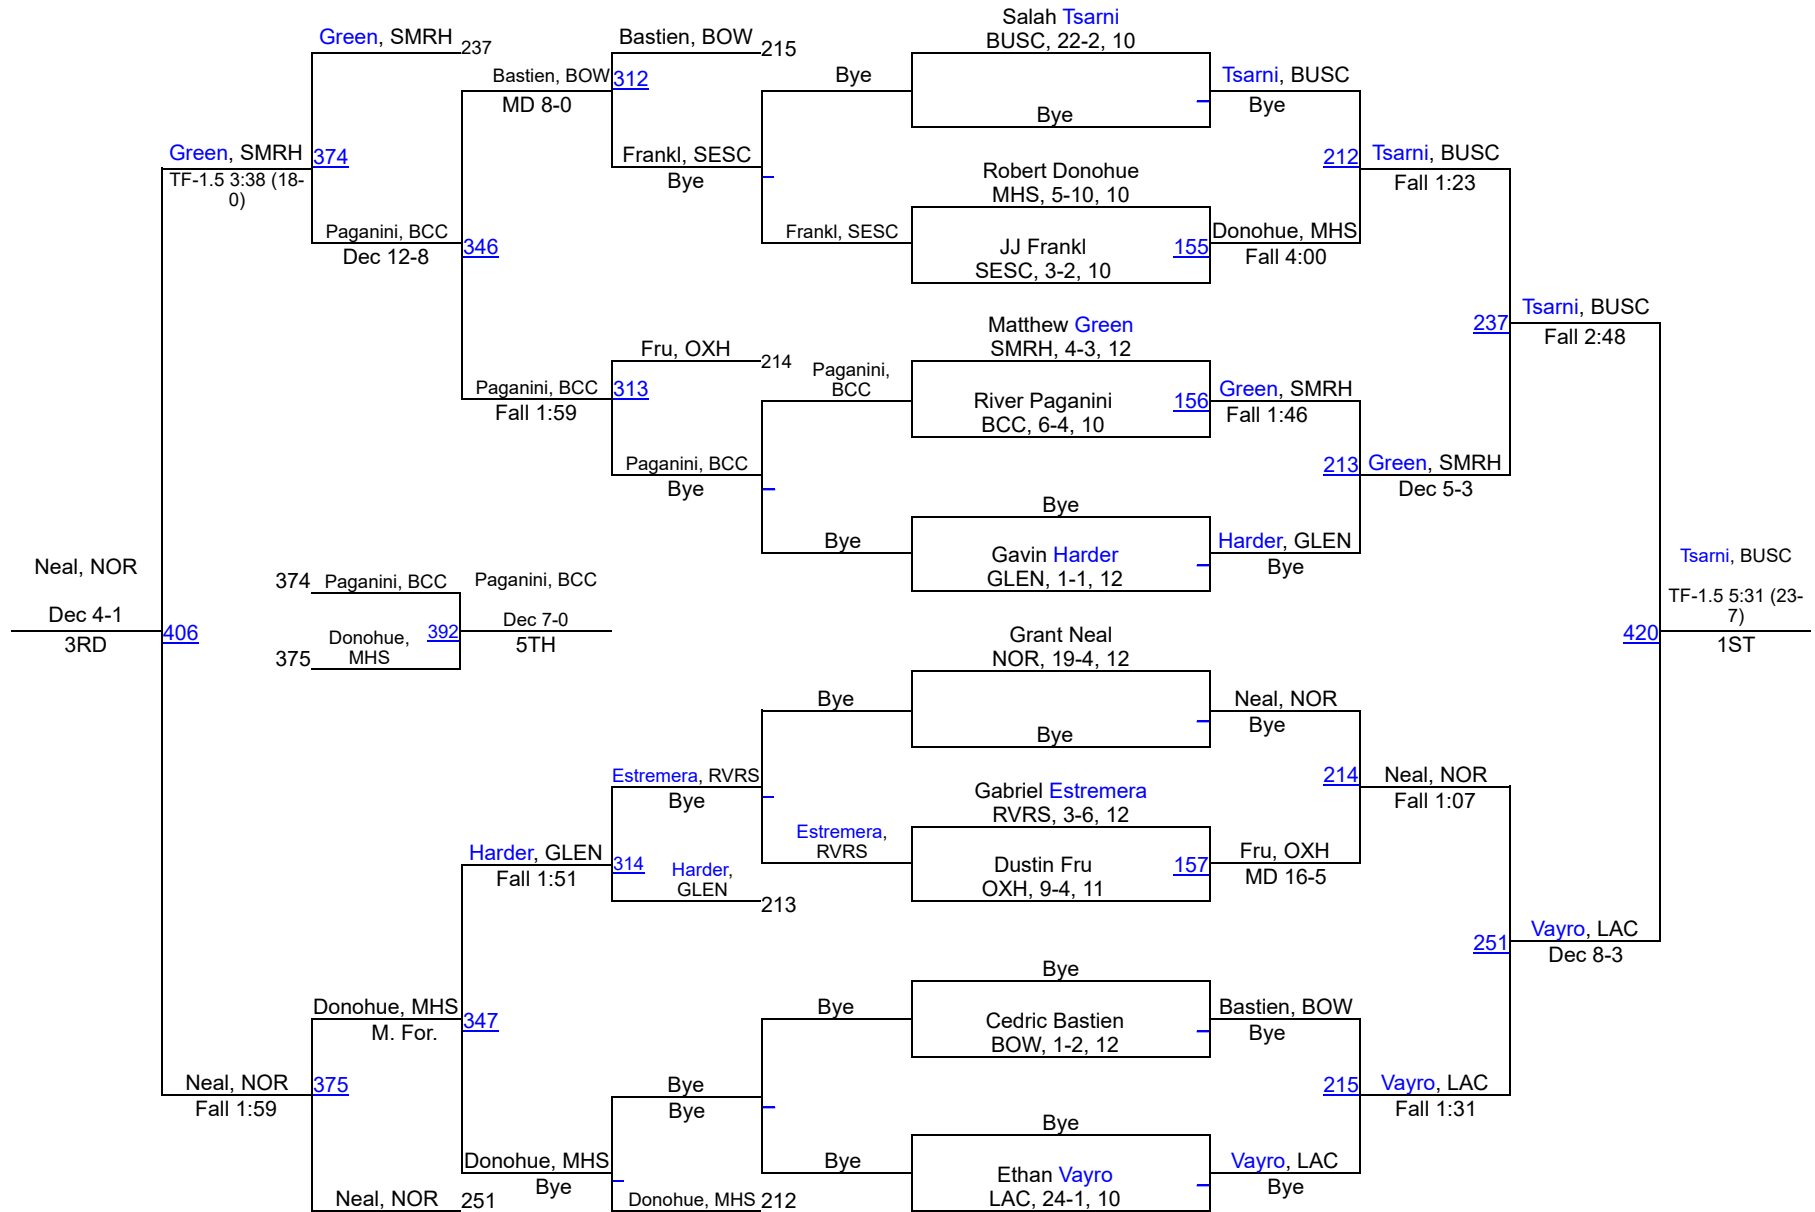 Salah Tsarni
BUSC, 22-2, 10
Green, SMRH
237
Bastien, BOW
215
Bastien, BOW
312
MD 8-0
Bye
Tsarni, BUSC
Bye
Bye
Green, SMRH
374
TF-1.5 3:38 (18-
0)
Frankl, SESC
Bye
Robert Donohue
MHS, 5-10, 10
212
Tsarni, BUSC
Fall 1:23
Paganini, BCC
Dec 12-8
346
Frankl, SESC
JJ Frankl
SESC, 3-2, 10
155
Donohue, MHS
Fall 4:00
Tsarni, BUSC
237
Fall 2:48
Matthew Green
SMRH, 4-3, 12
Fru, OXH
214
Paganini,
BCC
Paganini, BCC
313
Fall 1:59
River Paganini
BCC, 6-4, 10
156
Green, SMRH
Fall 1:46
Paganini, BCC
Bye
213
Green, SMRH
Dec 5-3
Bye
Bye
Gavin Harder
GLEN, 1-1, 12
Harder, GLEN
Bye
Neal, NOR
Dec 4-1
3RD
406
374
Paganini, BCC
Paganini, BCC
375
Donohue,
MHS
392
Dec 7-0
5TH
Tsarni, BUSC
TF-1.5 5:31 (23-
7)
420
1ST
Grant Neal
NOR, 19-4, 12
Bye
Bye
Neal, NOR
Bye
Estremera, RVRS
Bye
Gabriel Estremera
RVRS, 3-6, 12
214
Neal, NOR
Fall 1:07
Estremera,
RVRS
Dustin Fru
OXH, 9-4, 11
157
Fru, OXH
MD 16-5
Harder, GLEN
Fall 1:51
314
Harder,
GLEN
213
251
Vayro, LAC
Dec 8-3
Bye
Bye
Cedric Bastien
BOW, 1-2, 12
Bastien, BOW
Bye
Donohue, MHS
M. For.
347
Neal, NOR
Fall 1:59
375
Bye
Bye
215
Vayro, LAC
Fall 1:31
Bye
Bye
Ethan Vayro
LAC, 24-1, 10
Vayro, LAC
Bye
Donohue, MHS
Bye
Neal, NOR
251
Donohue, MHS
212